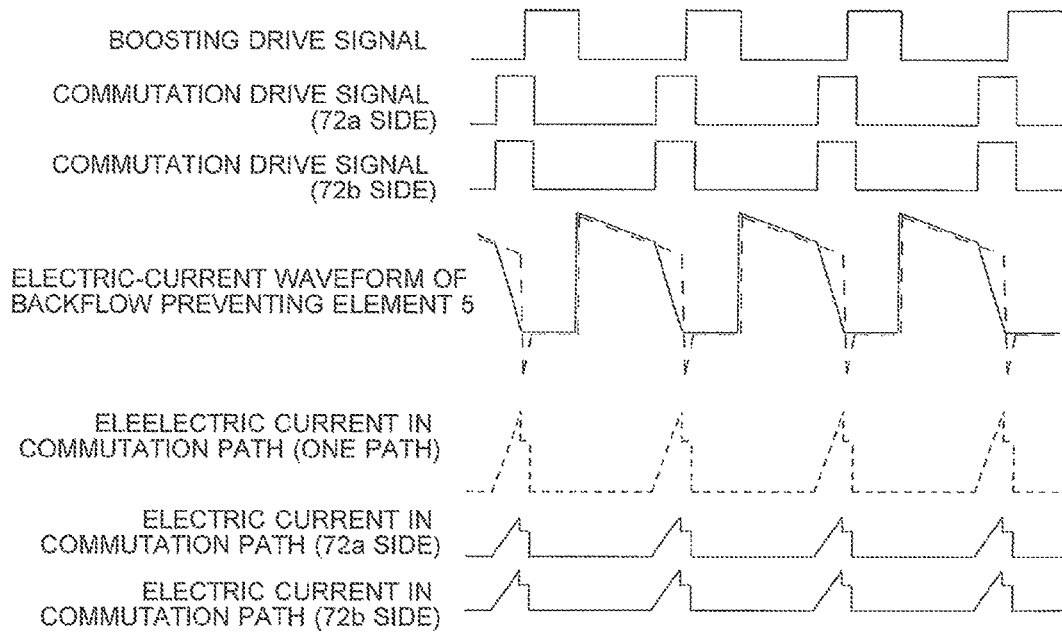 BOOSTING DRIVE SIGNAL
COMMUTATION DRIVE SIGNAL
(72a SIDE)
COMMUTATION DRIVE SIGNAL
(72b SIDE)
ELECTRIC-CURRENT WAVEFORM OF
BACKFLOW PREVENTING ELEMENT 5
ELEELECTRIC CURRENT IN
COMMUTATION PATH (ONE PATH)
ELECTRIC CURRENT IN
COMMUTATION PATH (72a SIDE)
ELECTRIC CURRENT IN
COMMUTATION PATH (72b SIDE)